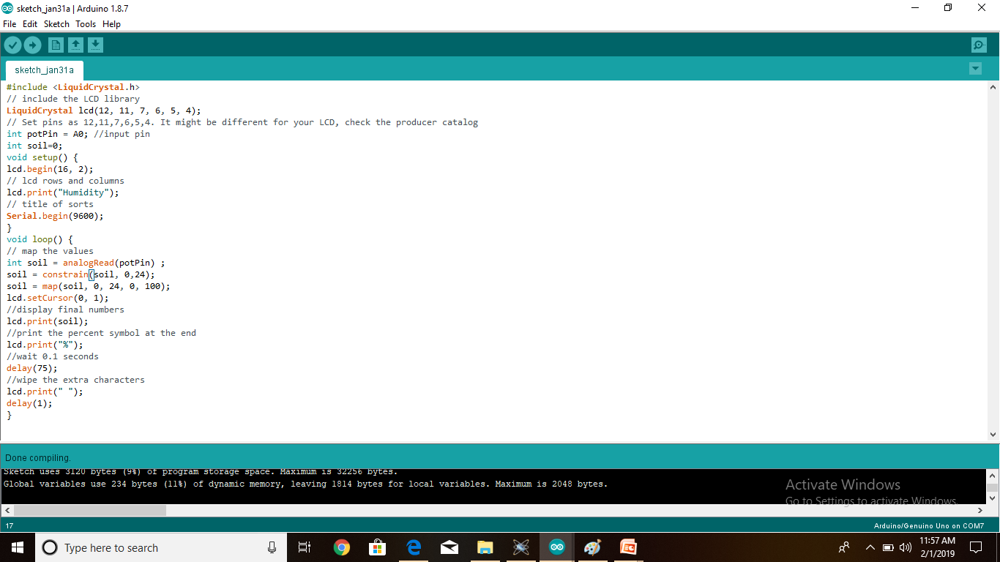 sketch_jan31a | Arduino 1.8.7
File Edit Sketch Tools Help
sketch_jan31a
#include <LiquidCrystal.h>
// include the LCD library
LiquidCrystal lcd(12, 11, 7, 6, 5, 4);
// Set pins as 12,11,7,6,5,4. It might be different for your LCD, check the producer catalog
int potPin = A0; //input pin
int soil=0;
void setup() {
lcd.begin(16, 2);
// lcd rows and columns
lcd.print("Humidity");
// title of sorts
Serial.begin(9600);
}
void loop() {
// map the values
int soil = analogRead(potPin) ;
soil = constrain(soil, 0,24);
soil = map(soil, 0, 24, 0, 100);
lcd.setCursor(0, 1);
//display final numbers
lcd.print(soil);
//print the percent symbol at the end
lcd.print("%");
//wait 0.1 seconds
delay(75);
//wipe the extra characters
lcd.print(" ");
delay(1);
}
Done compiling.
Sketch uses 3120 bytes (9%) of program storage space. Maximum is 32256 bytes.
Global variables use 234 bytes (11%) of dynamic memory, leaving 1814 bytes for local variables. Maximum is 2048 bytes.
Activate Windows
Go to Settings to activate Windows.
17
Arduino/Genuino Uno on COM7
Type here to search
11:57 AM
2/1/2019